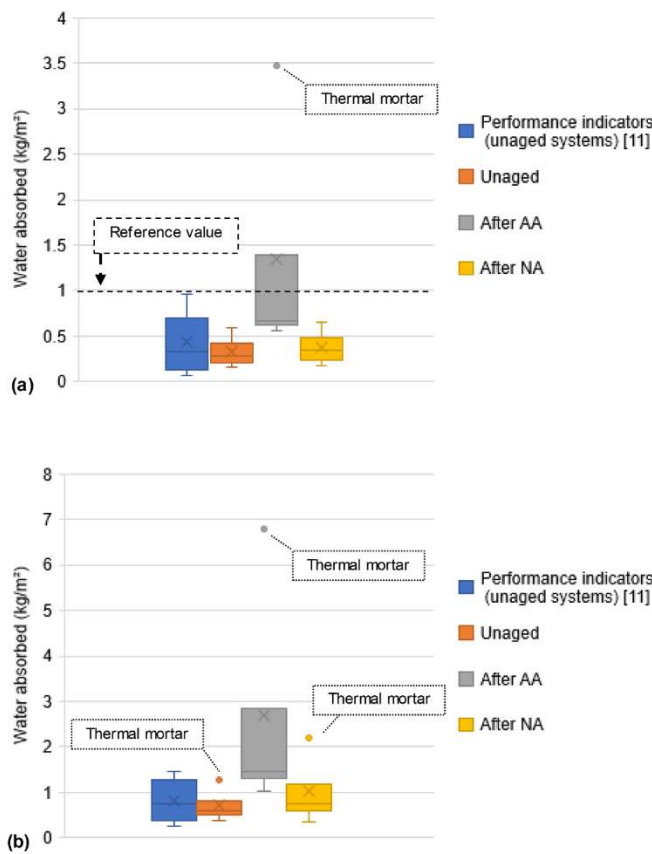 4
3.5
Thermal mortar
3
2.5
2
Reference value
1.5
1
0.5
0
Water absorbed (kg/m²)
Performance indicators
(unaged systems) [11]
Unaged
After AA
After NA
(a)
8
7
Thermal mortar
6
5
4
Thermal mortar
3
Thermal mortar
2
1
0
Water absorbed (kg/m²)
Performance indicators
(unaged systems) [11]
Unaged
After AA
After NA
(b)